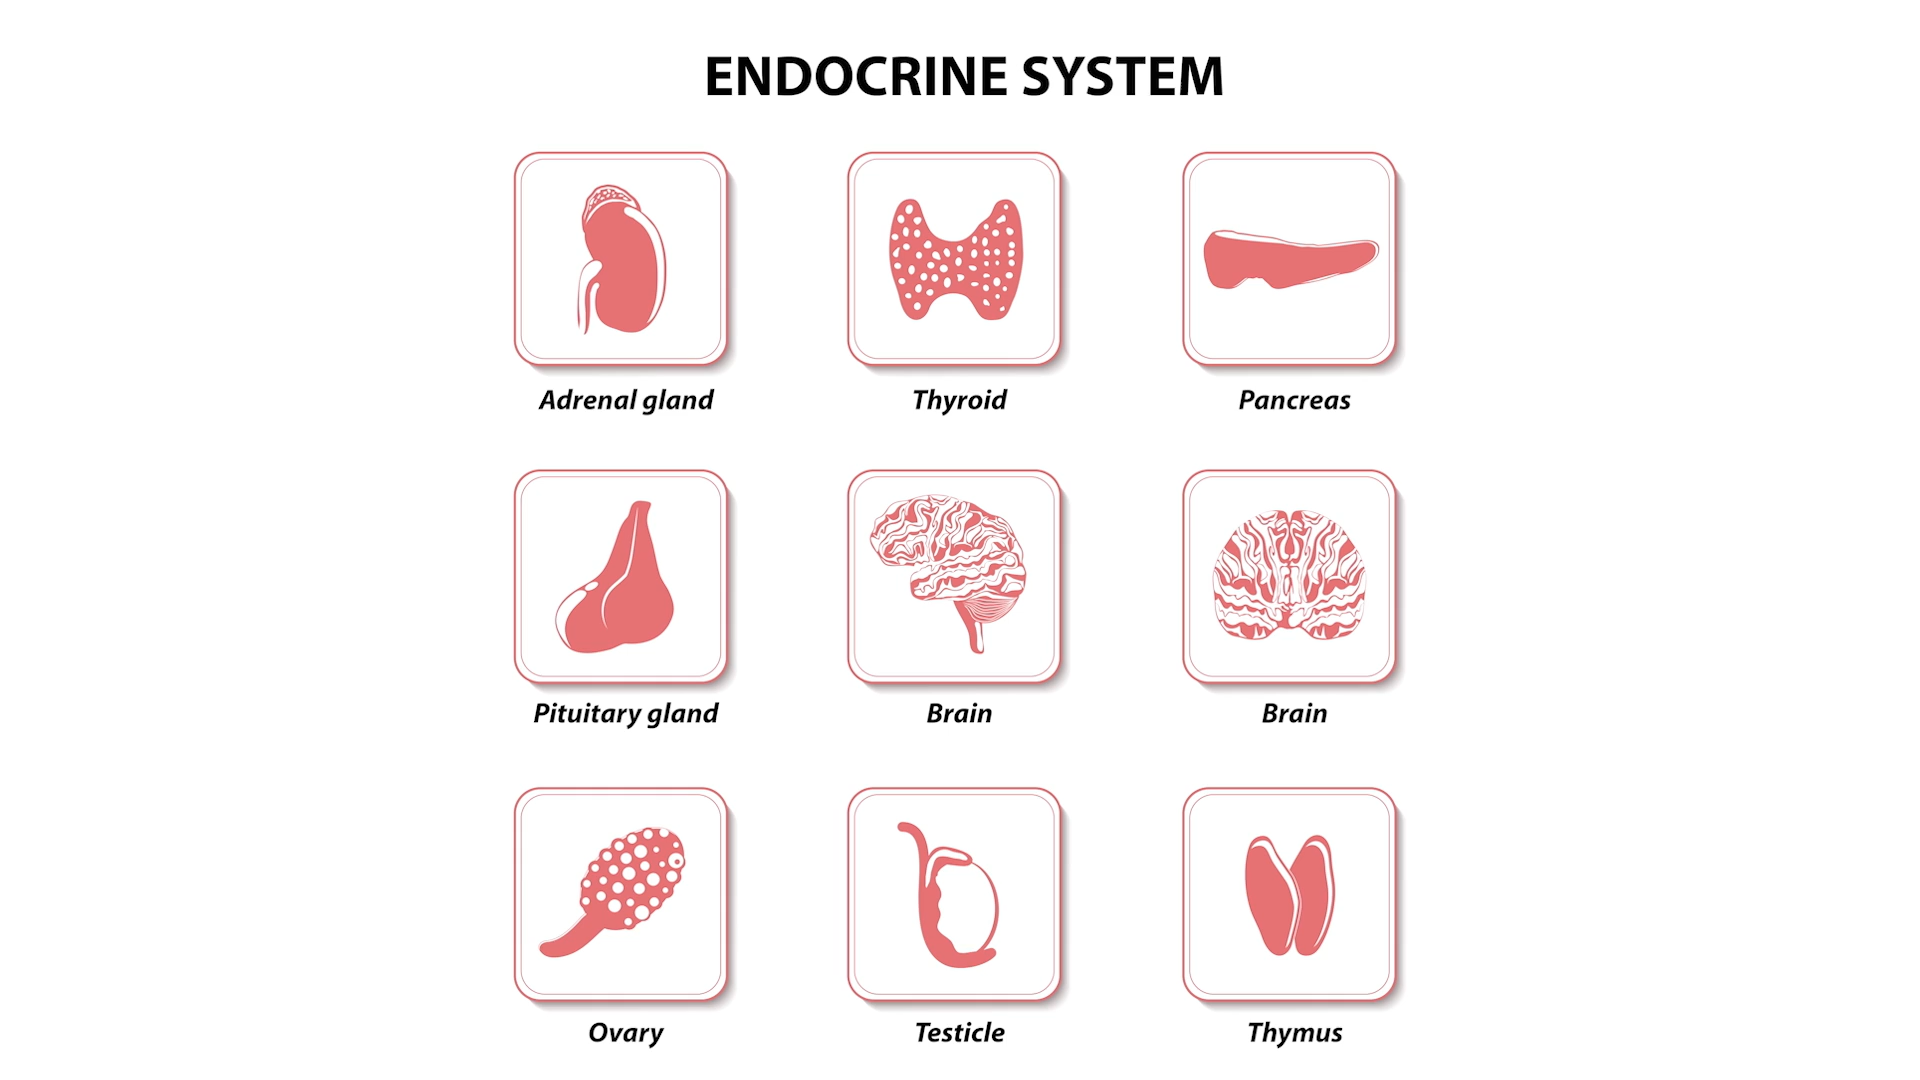 ENDOCRINE SYSTEM
Adrenal gland
Thyroid
Pancreas
Pituitary gland
Brain
Brain
Ovary
Testicle
Thymus